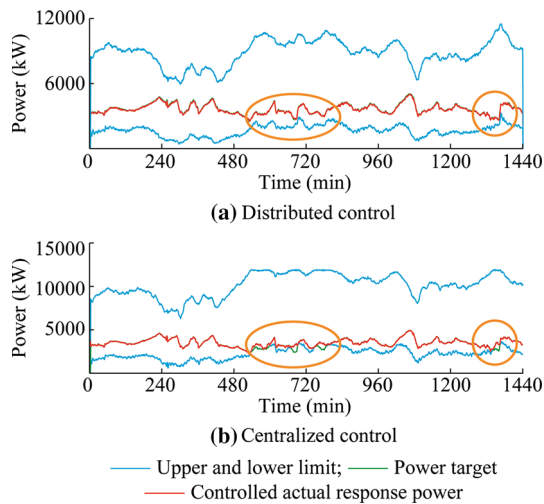 12000
6000
Power (kW)
0 240 480 720 960 1200 1440
Time (min)
(a) Distributed control
15000
10000
5000
Power (kW)
0 240 480 720 960 1200 1440
Time (min)
(b) Centralized control
Upper and lower limit; Power target
Controlled actual response power